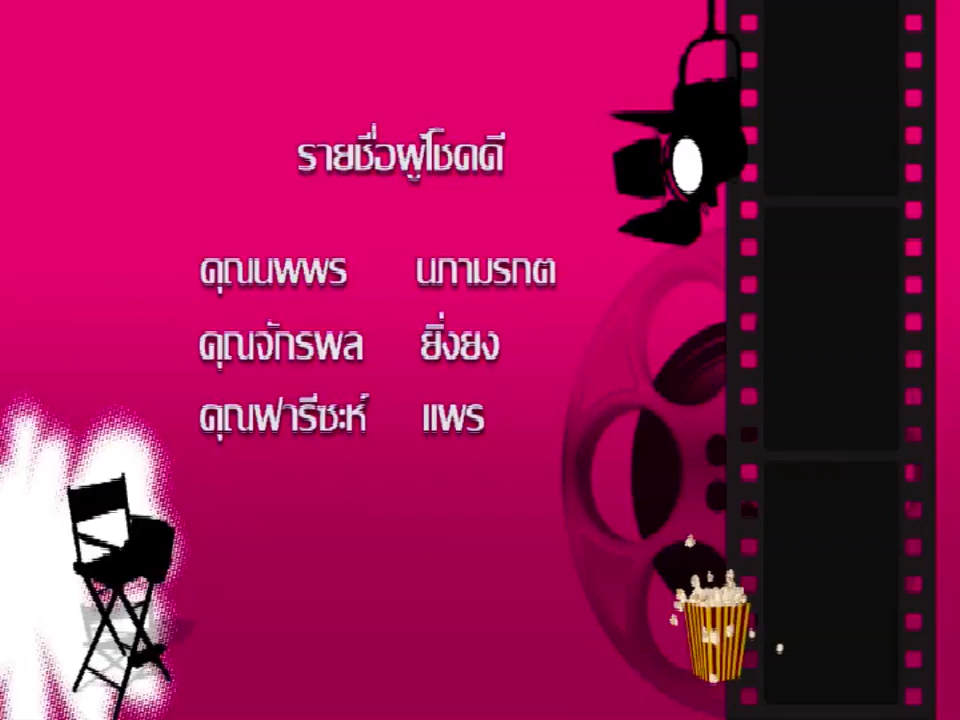 รายชื่อผู้โชคดี
คุณนพพร นภามรกต
คุณจักรพล ยิ่งยง
คุณฟารีซะห์ แพร